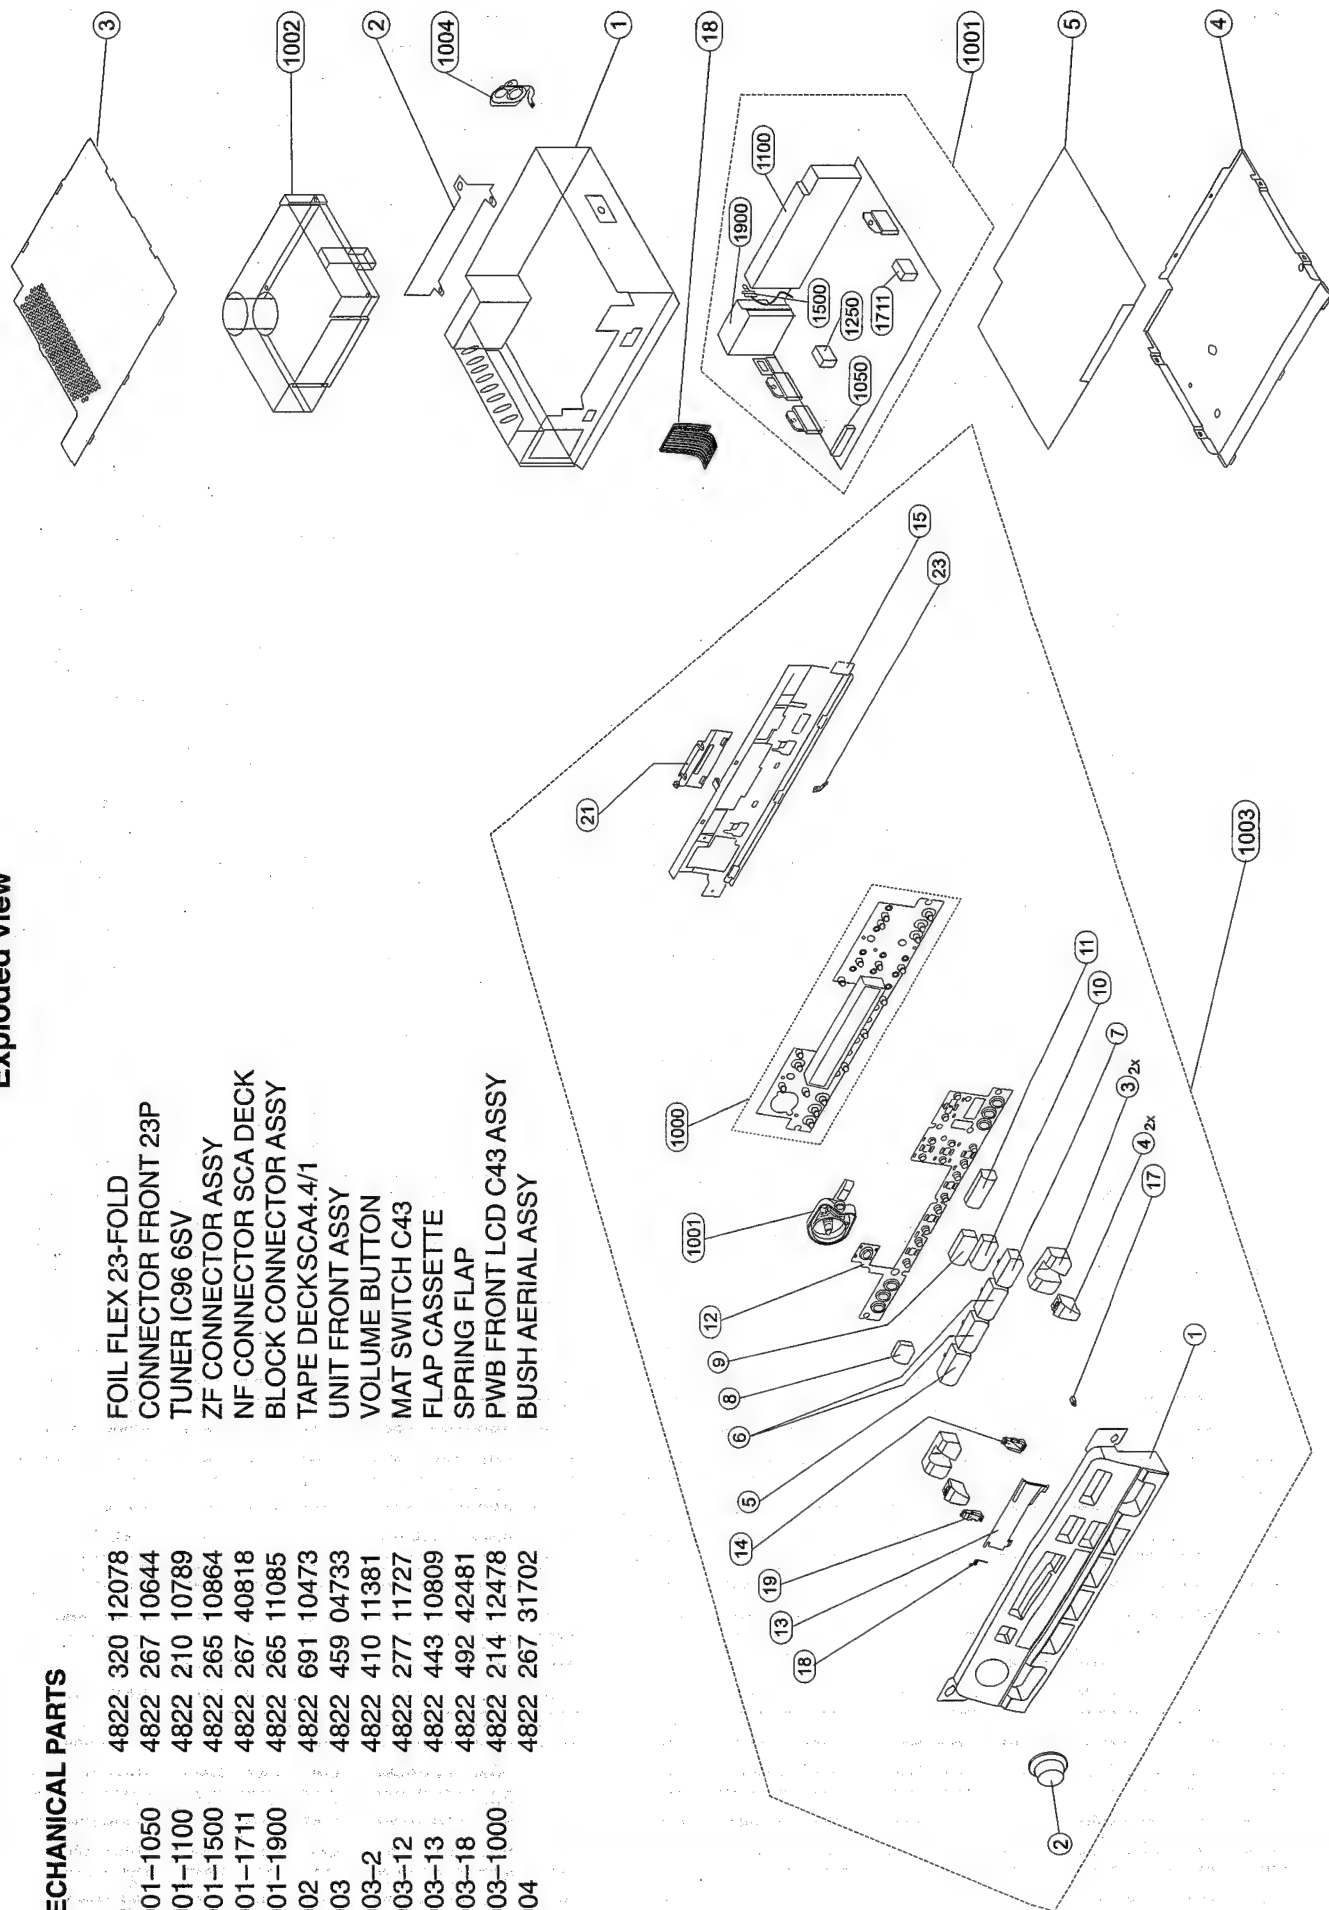 Exploded view
ECHANICAL PARTS
4822 320 12078 FOIL FLEX 23-FOLD
01–1050 4822 267 10644 CONNECTOR FRONT 23P
01–1100 4822 210 10789 TUNER IC96 6SV
01–1500 4822 265 10864 ZF CONNECTOR ASSY
01–1711 4822 267 40818 NF CONNECTOR SCA DECK
01–1900 4822 265 11085 BLOCK CONNECTOR ASSY
02 4822 691 10473 TAPE DECKSCA4.4/1
03 4822 459 04733 UNIT FRONT ASSY
03–2 4822 410 11381 VOLUME BUTTON
03–12 4822 277 11727 MAT SWITCH C43
03–13 4822 443 10809 FLAP CASSETTE
03–18 4822 492 42481 SPRING FLAP
03–1000 4822 214 12478 PWB FRONT LCD C43 ASSY
04 4822 267 31702 BUSH AERIAL ASSY
3
1002
2
1004
1
18
1001
5
4
1100
1900
1500
1250
1711
1050
15
23
21
1003
1000
11
10
7
3 2x
4 2x
17
1
1001
12
9
8
6
5
14
19
13
18
2